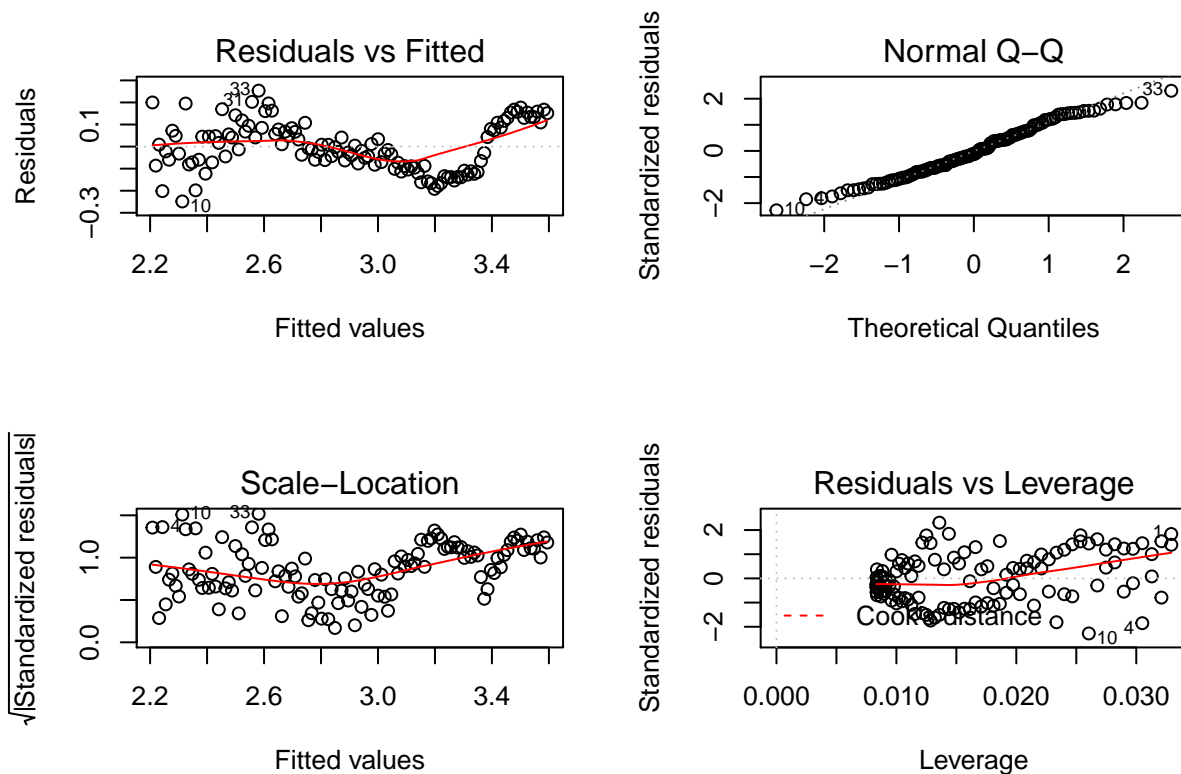 Residuals vs Fitted
Residuals
0.1
−0.3
33
31
10
2.2 2.6 3.0 3.4
Fitted values
Normal Q−Q
Standardized residuals
2
0
−2
33
10
−2 −1 0 1 2
Theoretical Quantiles
Scale−Location
√|Standardized residuals|
1.0
0.0
4 10 33
2.2 2.6 3.0 3.4
Fitted values
Residuals vs Leverage
Standardized residuals
2
0
−2
1
Cook's distance
10 4
0.000 0.010 0.020 0.030
Leverage